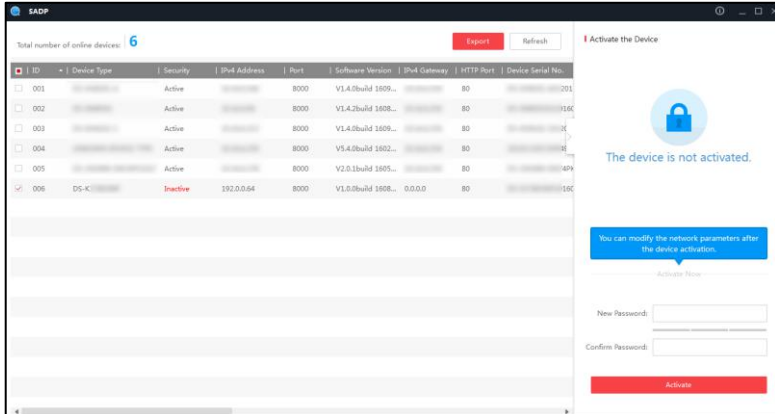 SADP
Total number of online devices: 6
Export
Refresh
ID | Device Type | Security | IPv4 Address | Port | Software Version | IPv4 Gateway | HTTP Port | Device Serial No.
001 Active 8000 V1.4.0build 1609... 80 201
002 Active 8000 V1.4.2build 1608... 80 160
003 Active 8000 V1.4.0build 1609... 80
004 Active 8000 V5.4.0build 1602... 80
005 Active 8000 V2.0.1build 1605... 80
006 DS-K Inactive 192.0.0.64 8000 V1.0.0build 1608... 0.0.0.0 80 160
Activate the Device
The device is not activated.
You can modify the network parameters after
the device activation.
Activate Now
New Password:
Confirm Password:
Activate